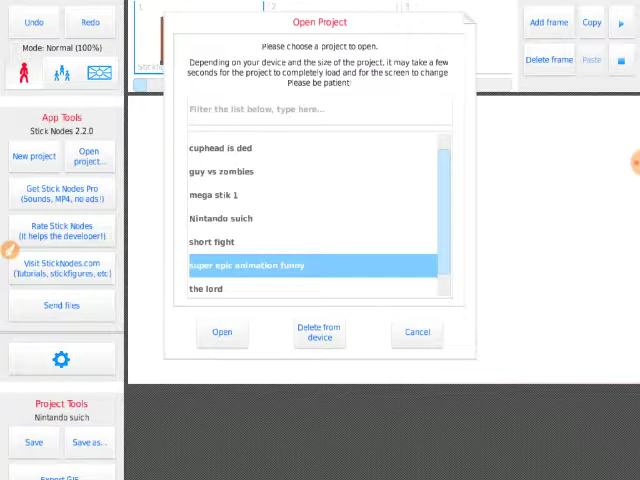 Undo
Redo
Mode: Normal (100%)
App Tools
Stick Nodes 2.2.0
New project
Open
project...
Get Stick Nodes Pro
(Sounds, MP4, no ads!)
Rate Stick Nodes
(It helps the developer!)
Visit StickNodes.com
(Tutorials, stickfigures, etc)
Send files
Project Tools
Nintando suich
Save
Save as...
Export GIF
1
2
3
Stickfi
Open Project
Please choose a project to open.
Depending on your device and the size of the project, it may take a few
seconds for the project to completely load and for the screen to change
Please be patient!
Filter the list below, type here...
cuphead is ded
guy vs zombies
mega stik 1
Nintando suich
short fight
super epic animation funny
the lord
Open
Delete from
device
Cancel
Add frame
Copy
Delete frame
Paste